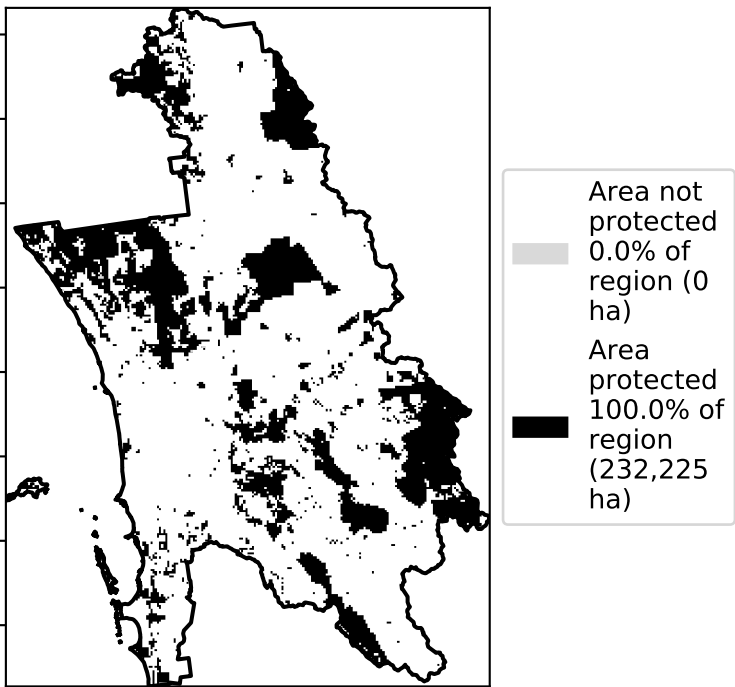 Area not
protected
0.0% of
region (0
ha)
Area
protected
100.0% of
region
(232,225
ha)